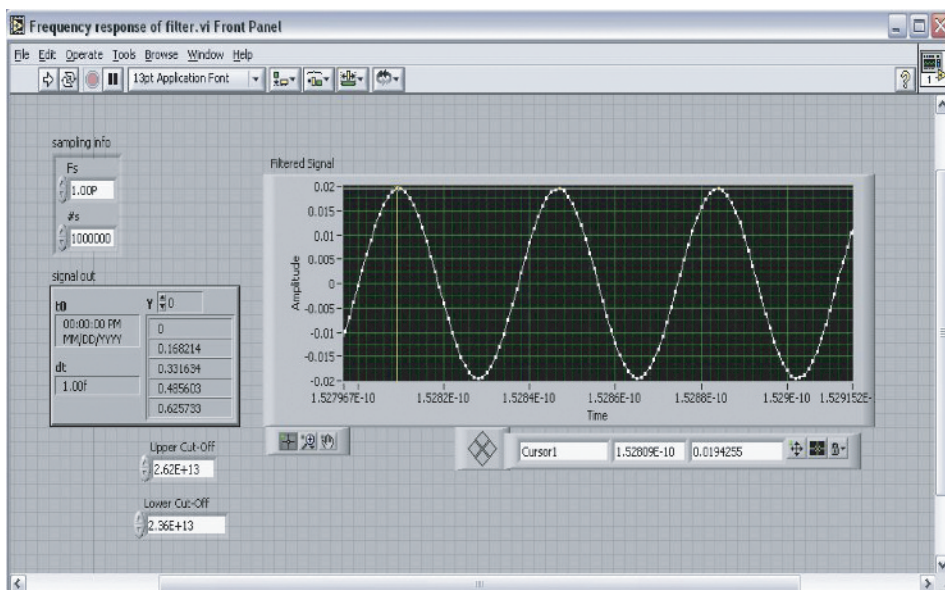 Frequency response of filter.vi Front Panel
File Edit Operate Tools Browse Window Help
13pt Application Font
?
1
sampling info
Fs
1.00P
#s
1000000
signal out
t0
00:00:00 PM
MM/DD/YYYY
dt
1.00f
Y 0
0
0.168214
0.331634
0.485603
0.625733
Upper Cut-Off
2.62E+13
Lower Cut-Off
2.36E+13
Filtered Signal
Amplitude
0.02
0.015
0.01
0.005
0
-0.005
-0.01
-0.015
-0.02
1.527967E-10 1.5282E-10 1.5284E-10 1.5286E-10 1.5288E-10 1.529E-10 1.529152E-
Time
Cursor1 1.52809E-10 0.0194255